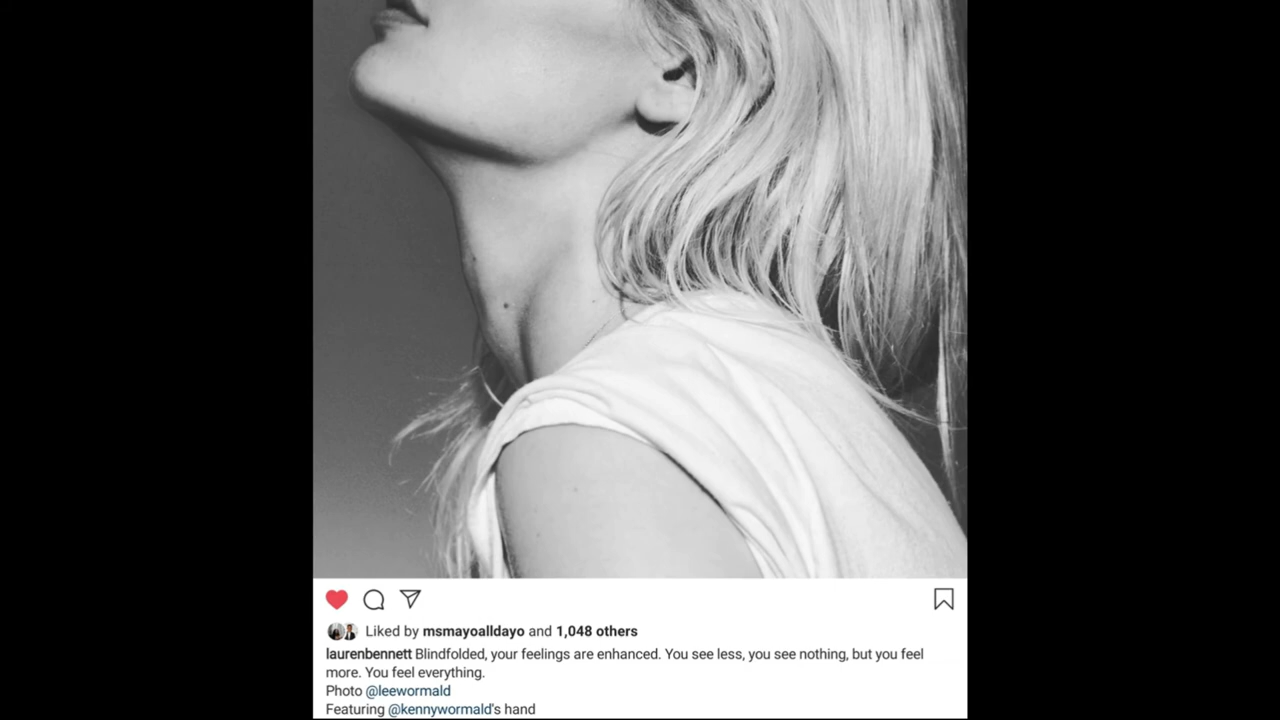 Liked by msmayoalldayo and 1,048 others
laurenbennett Blindfolded, your feelings are enhanced. You see less, you see nothing, but you feel
more. You feel everything.
Photo @leewormald
Featuring @kennywormald's hand